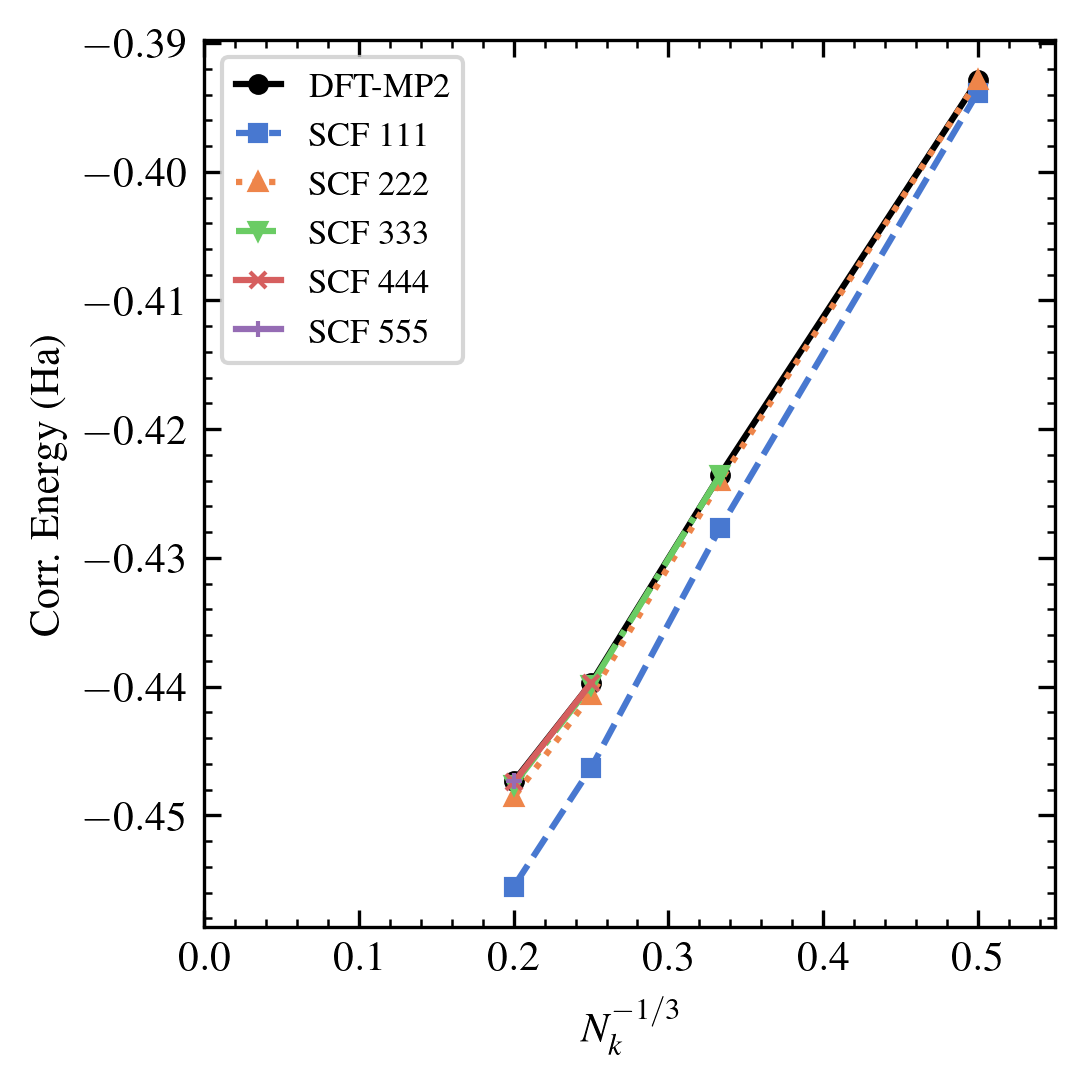 −0.39
−0.40
−0.41
−0.42
−0.43
−0.44
−0.45
Corr. Energy (Ha)
DFT-MP2
SCF 111
SCF 222
SCF 333
SCF 444
SCF 555
0.0 0.1 0.2 0.3 0.4 0.5
N_k^{−1/3}